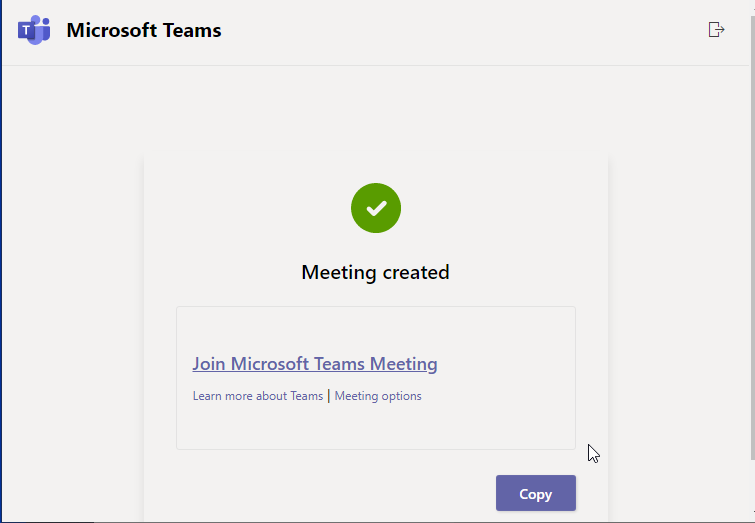 Microsoft Teams
Meeting created
Join Microsoft Teams Meeting
Learn more about Teams | Meeting options
Copy